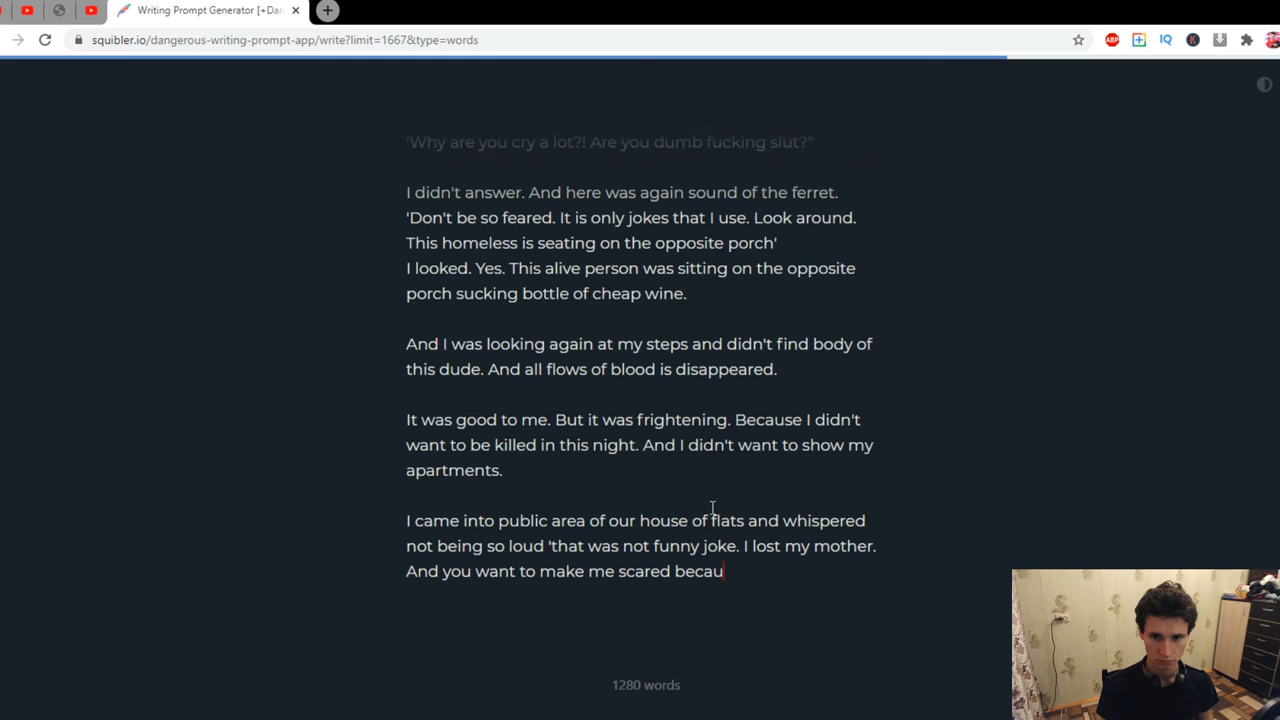 Writing Prompt Generator [+Dan
squibler.io/dangerous-writing-prompt-app/write?limit=1667&type=words
ABP
IQ
K
'Why are you cry a lot?! Are you dumb fucking slut?"
I didn't answer. And here was again sound of the ferret.
'Don't be so feared. It is only jokes that I use. Look around.
This homeless is seating on the opposite porch'
I looked. Yes. This alive person was sitting on the opposite
porch sucking bottle of cheap wine.
And I was looking again at my steps and didn't find body of
this dude. And all flows of blood is disappeared.
It was good to me. But it was frightening. Because I didn't
want to be killed in this night. And I didn't want to show my
apartments.
I came into public area of our house of flats and whispered
not being so loud 'that was not funny joke. I lost my mother.
And you want to make me scared becau
1280 words